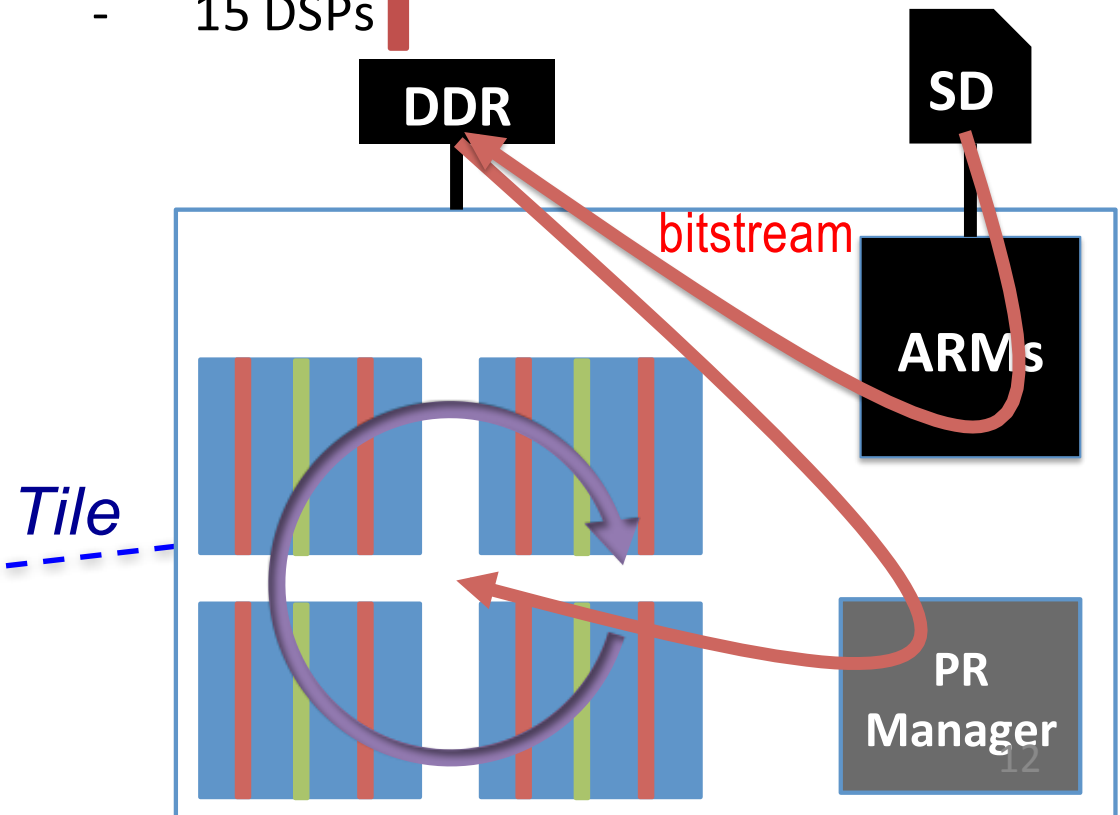 - 15 DSPs
DDR
SD
bitstream
ARMs
Tile
PR
Manager
12